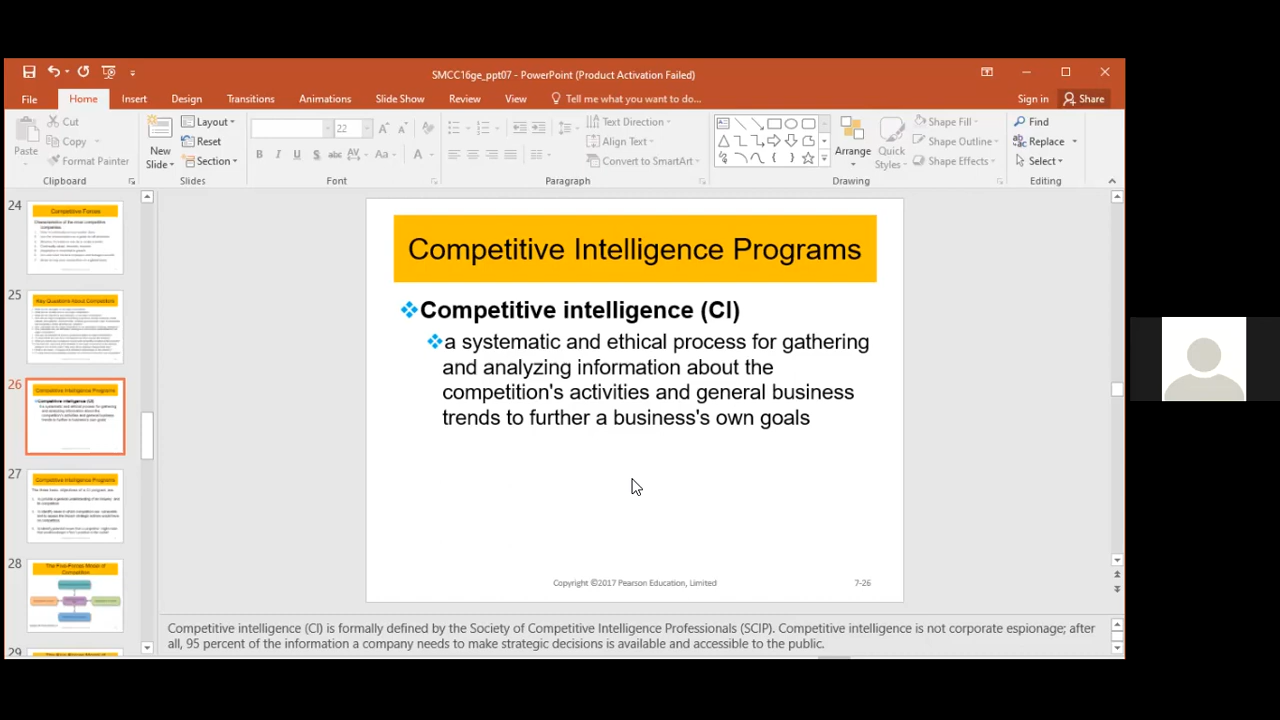 SMCC16ge_ppt07 - PowerPoint (Product Activation Failed)
File Home Insert Design Transitions Animations Slide Show Review View Tell me what you want to do... Sign in Share
Paste Cut Copy Format Painter
Clipboard
New Slide Layout Reset Section
Slides
22
Font
Text Direction Align Text Convert to SmartArt
Paragraph
Arrange Quick Styles Shape Fill Shape Outline Shape Effects
Drawing
Find Replace Select
Editing
24
Competitive Forces
25
Key Questions About Competitors
26
Competitive Intelligence Programs
Competitive intelligence (CI)
27
Competitive Intelligence Programs
28
The Five-Forces Model of
Competition
29
Competitive Intelligence Programs
Competitive intelligence (CI)
a systematic and ethical process for gathering
and analyzing information about the
competition's activities and general business
trends to further a business's own goals
Copyright ©2017 Pearson Education, Limited
7-26
Competitive intelligence (CI) is formally defined by the Society of Competitive Intelligence Professionals (SCIP). Competitive intelligence is not corporate espionage; after
all, 95 percent of the information a company needs to make strategic decisions is available and accessible to the public.